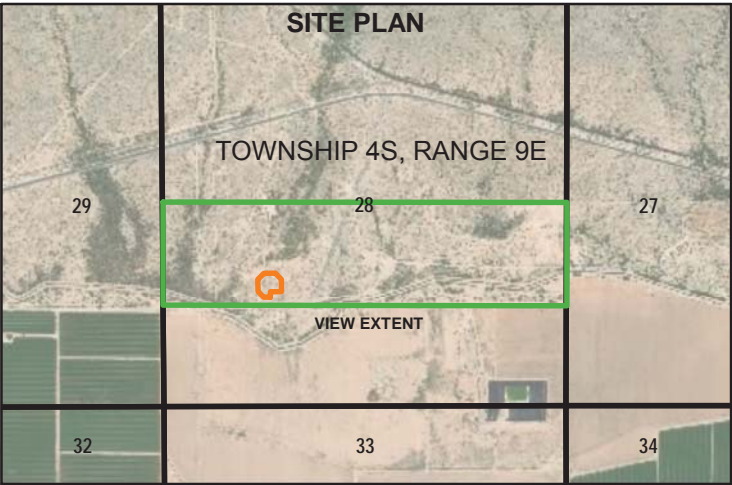 SITE PLAN
TOWNSHIP 4S, RANGE 9E
29
28
27
VIEW EXTENT
32
33
34